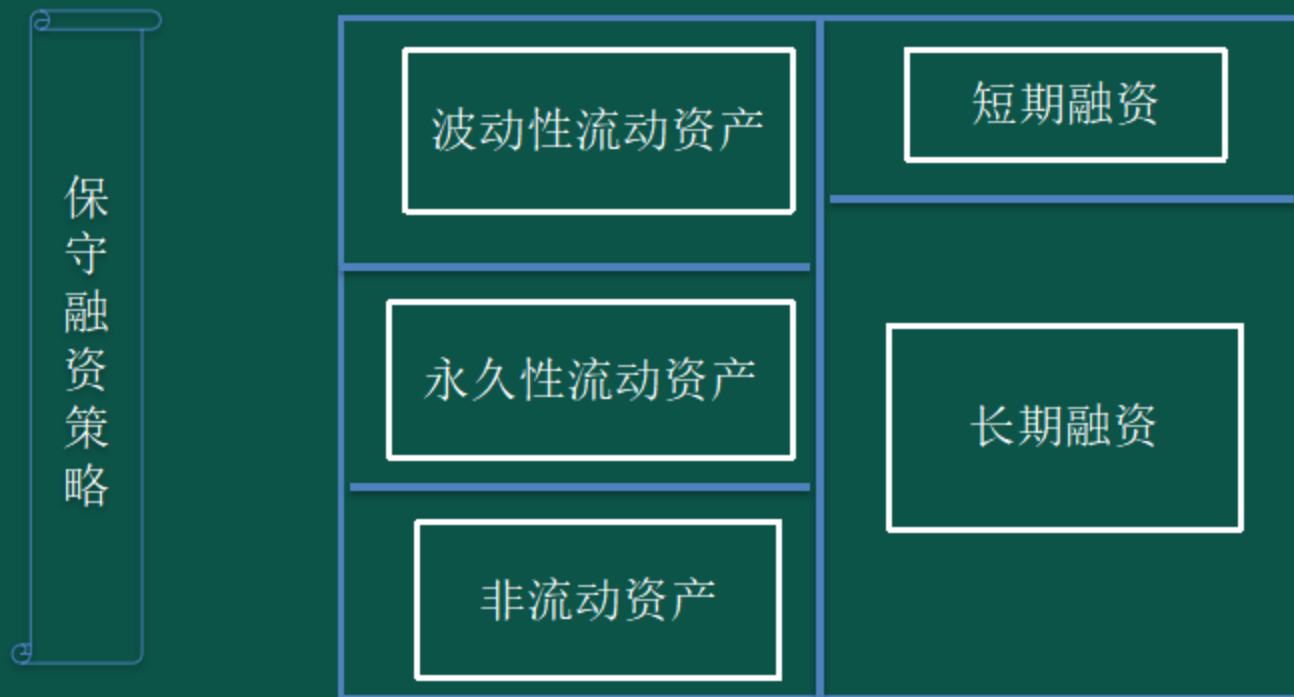 保守融资策略
波动性流动资产
短期融资
永久性流动资产
长期融资
非流动资产